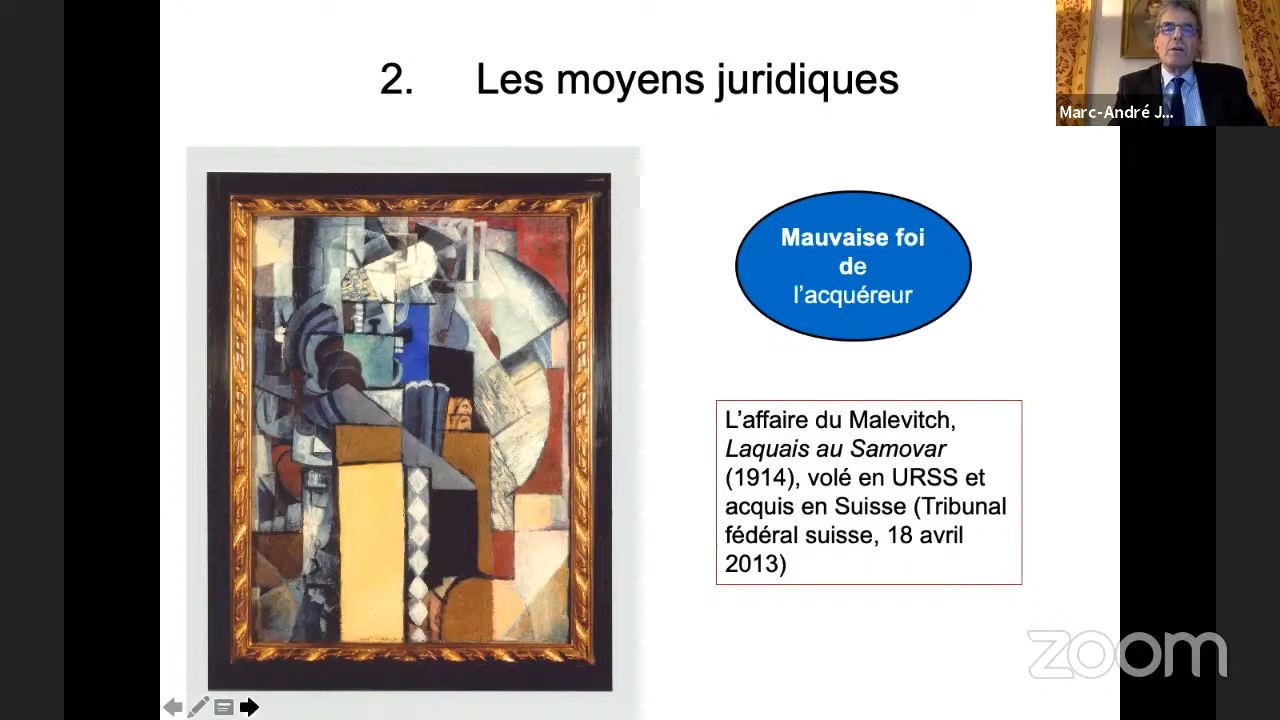 2. Les moyens juridiques
Marc-André J...
Mauvaise foi
de
l’acquéreur
L’affaire du Malevitch,
Laquais au Samovar
(1914), volé en URSS et
acquis en Suisse (Tribunal
fédéral suisse, 18 avril
2013)
zoom